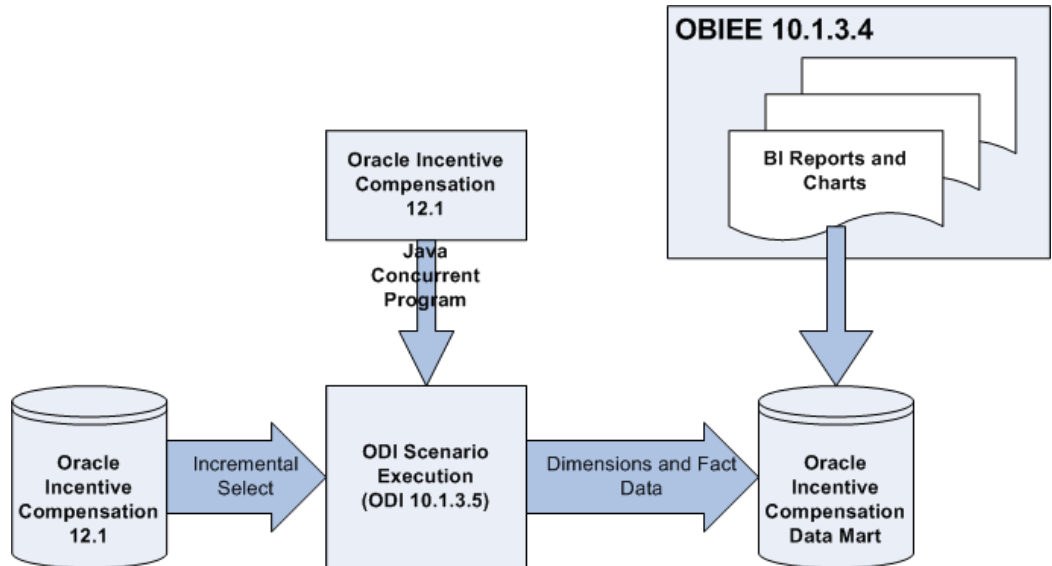 OBIEE 10.1.3.4
BI Reports and
Charts
Oracle Incentive
Compensation
12.1
Java
Concurrent
Program
Oracle
Incentive
Compensation
12.1
Incremental
Select
ODI Scenario
Execution
(ODI 10.1.3.5)
Dimensions and Fact
Data
Oracle
Incentive
Compensation
Data Mart